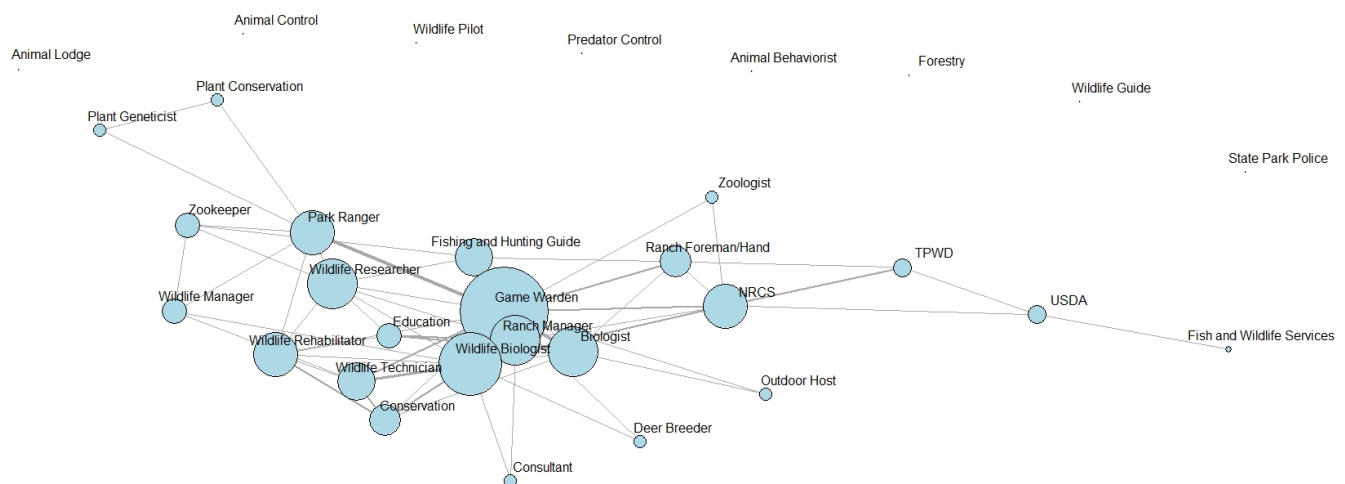 Animal Control
Wildlife Pilot
Predator Control
Animal Lodge
Animal Behaviorist
Forestry
Plant Conservation
Wildlife Guide
Plant Geneticist
State Park Police
Zoologist
Zookeeper
Park Ranger
Fishing and Hunting Guide
Ranch Foreman/Hand
TPWD
Wildlife Researcher
NRCS
Wildlife Manager
Game Warden
USDA
Education
Ranch Manager
Biologist
Fish and Wildlife Services
Wildlife Rehabilitator
Wildlife Biologist
Wildlife Technician
Outdoor Host
Conservation
Deer Breeder
Consultant